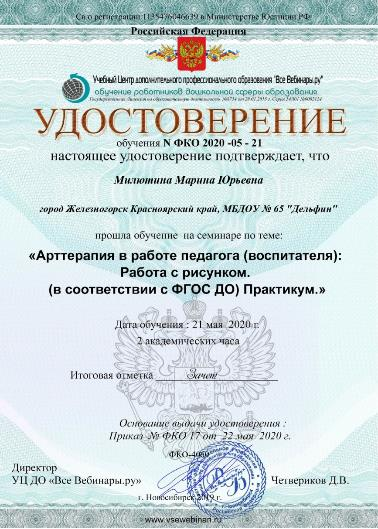 Св о регистрации 1135476046639 в Министерстве Юстиции РФ
Российская Федерация
Учебный Центр дополнительного профессионального образования "Все Вебинары.ру"
обучение работников дошкольной сферы образования
УДОСТОВЕРЕНИЕ
обучения N ФКО 2020 -05 - 21
настоящее удостоверение подтверждает, что
Милютина Марина Юрьевна
город Железногорск Красноярский край, МБДОУ № 65 "Дельфин"
прошла обучение на семинаре по теме:
«Арттерапия в работе педагога (воспитателя):
Работа с рисунком.
(в соответствии с ФГОС ДО) Практикум.»
Дата обучения : 21 мая 2020 г.
2 академических часа
Итоговая отметка Зачет
Основание выдачи удостоверения :
Приказ № ФКО 17 от 22 мая 2020 г.
ФКО-4089
Директор
УЦ ДО «Все Вебинары.ру»
Четвериков Д.В.
г. Новосибирск 2019 г.
www.vsewebinari.ru